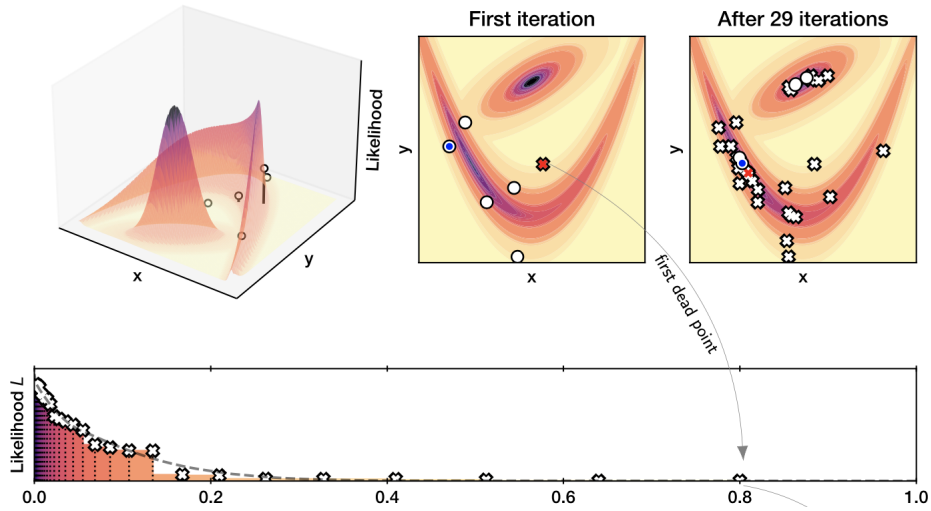 First iteration
After 29 iterations
Likelihood
x
y
y
x
y
x
first dead point
Likelihood L
0.0
0.2
0.4
0.6
0.8
1.0